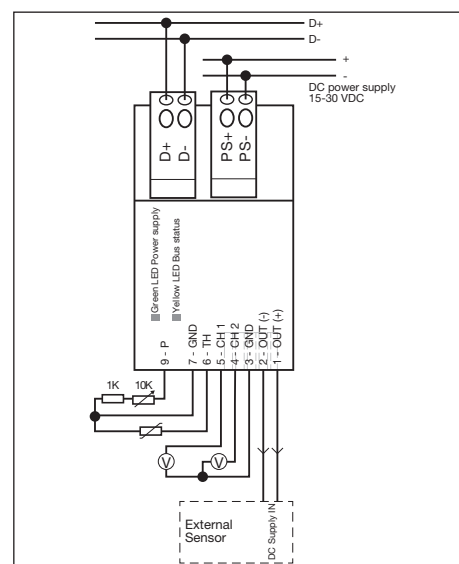 D+
D-
+
-
DC power supply
15-30 VDC
D+
D-
PS+
PS-
Green LED Power supply
Yellow LED Bus status
9 - P
7 - GND
6 - TH
5 - CH 1
4 - CH 2
3 - GND
2 - OUT (-)
1 - OUT (+)
1K
10K
V
V
External
Sensor
DC Supply IN